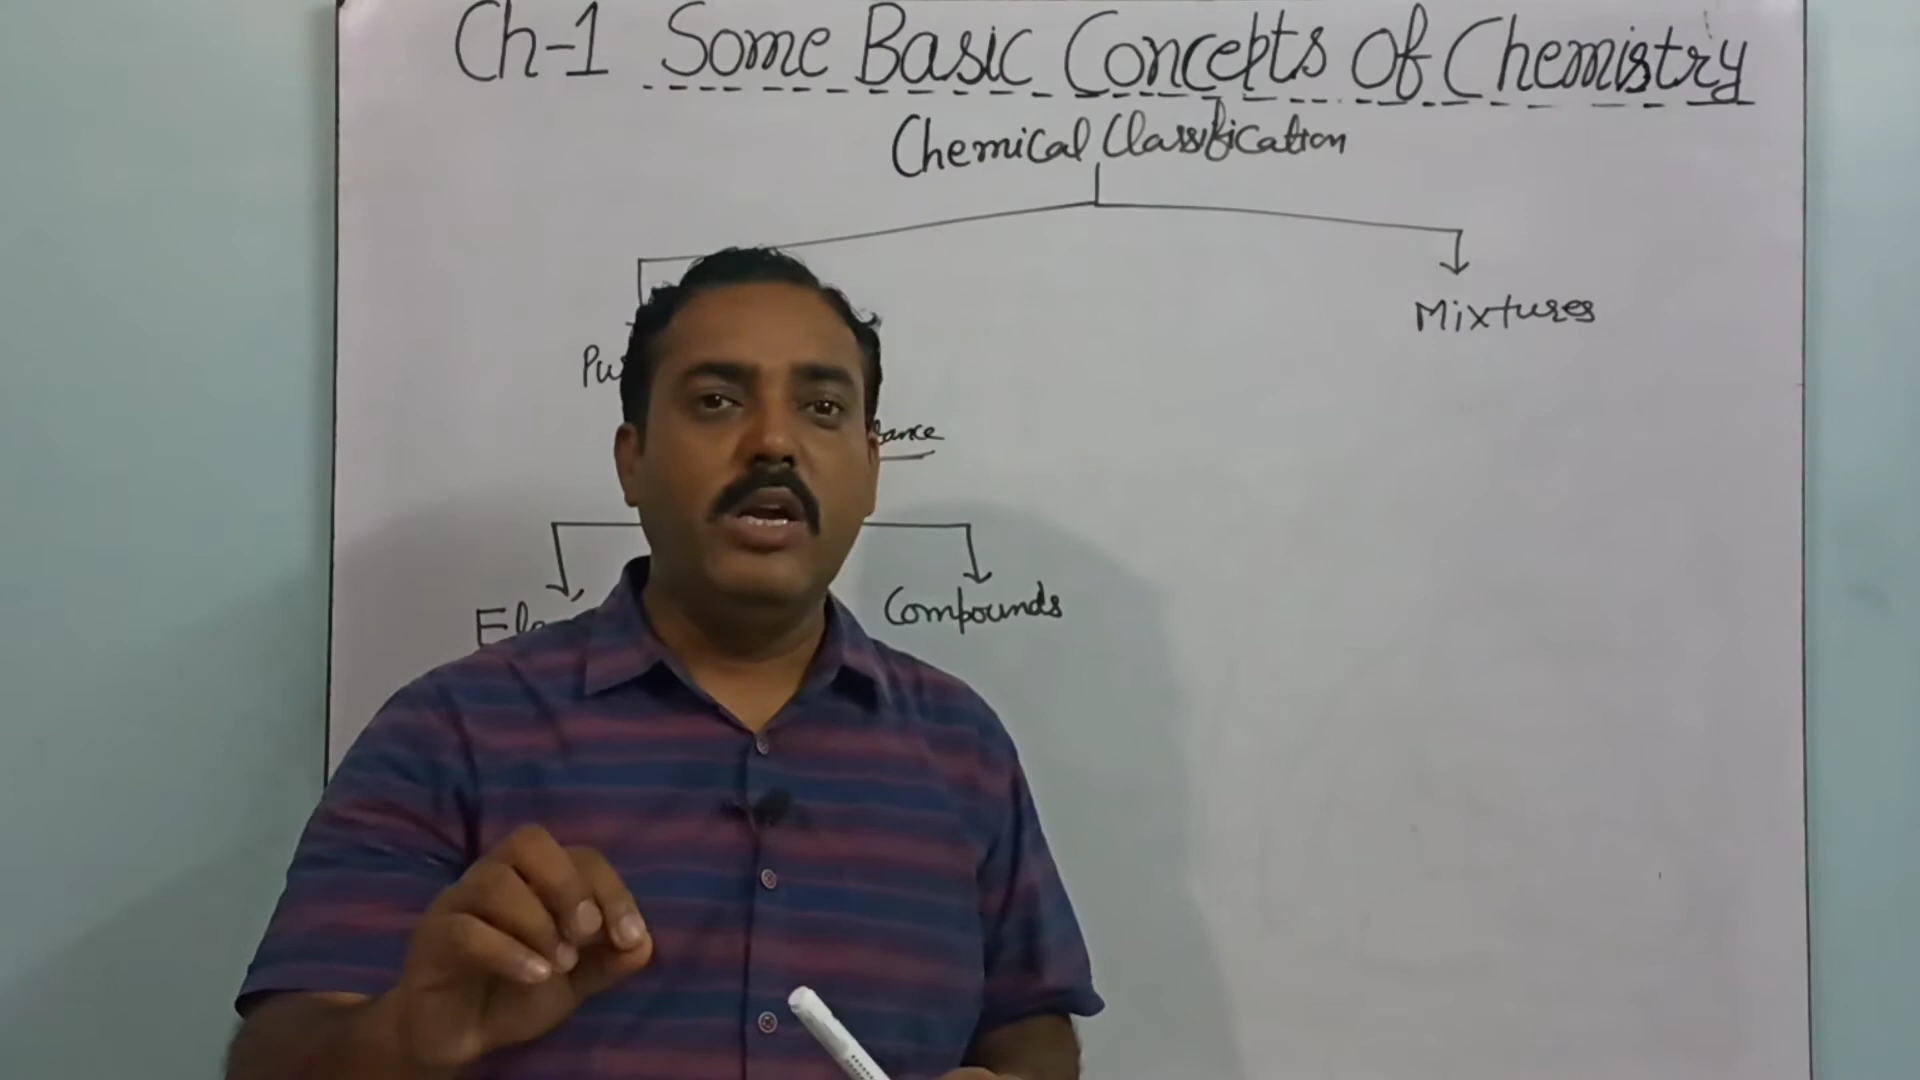 Ch-1 Some Basic Concepts Of Chemistry
Chemical Classification
Mixtures
Compounds